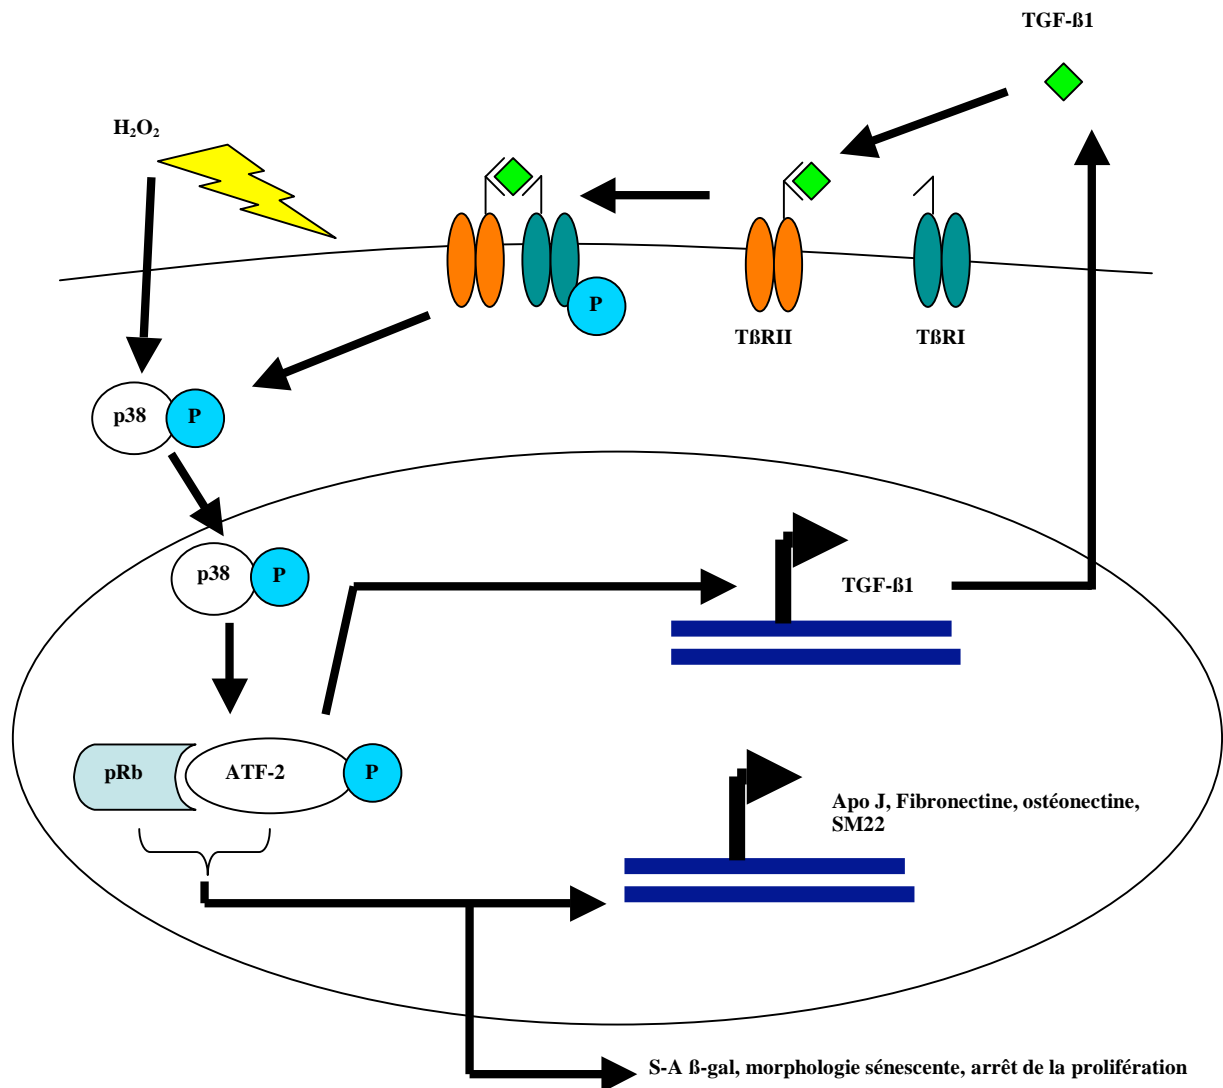 TGF-ß1
H₂O₂
P
TßRII
TßRI
p38
P
p38
P
TGF-ß1
pRb
ATF-2
P
Apo J, Fibronectine, ostéonectine,
SM22
S-A ß-gal, morphologie sénescente, arrêt de la prolifération